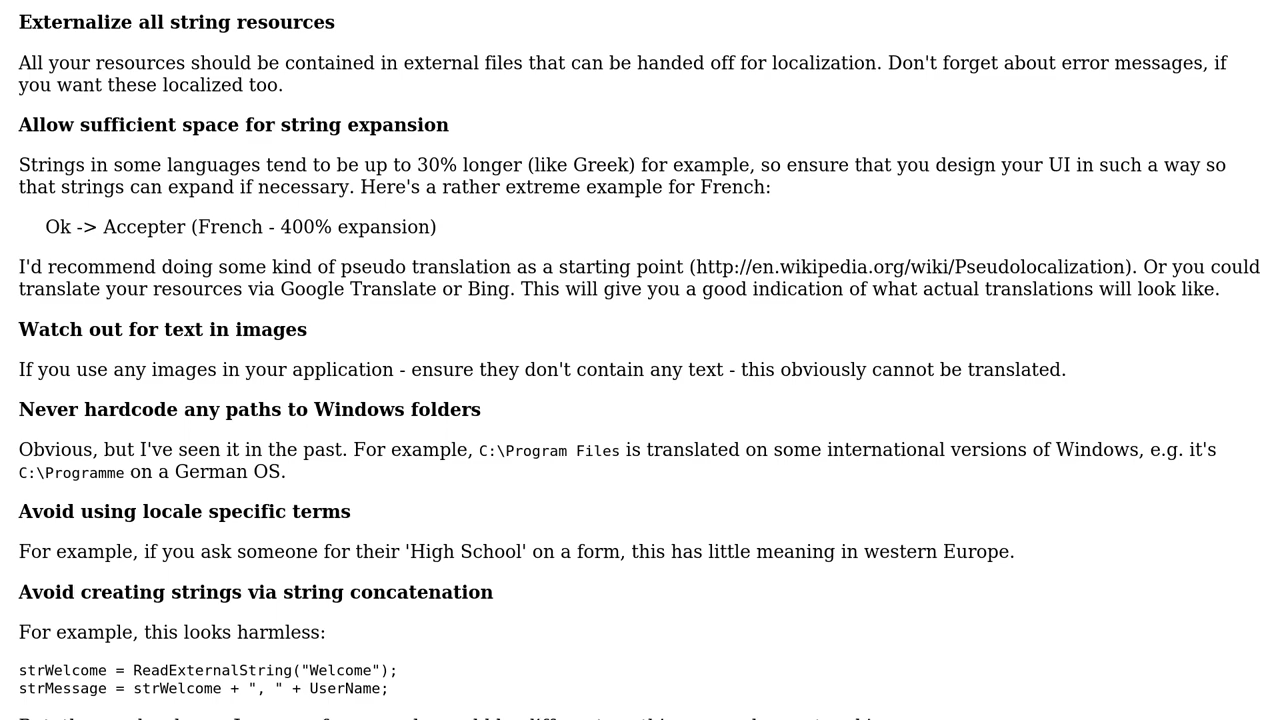 Externalize all string resources
All your resources should be contained in external files that can be handed off for localization. Don't forget about error messages, if
you want these localized too.
Allow sufficient space for string expansion
Strings in some languages tend to be up to 30% longer (like Greek) for example, so ensure that you design your UI in such a way so
that strings can expand if necessary. Here's a rather extreme example for French:
Ok -> Accepter (French - 400% expansion)
I'd recommend doing some kind of pseudo translation as a starting point (http://en.wikipedia.org/wiki/Pseudolocalization). Or you could
translate your resources via Google Translate or Bing. This will give you a good indication of what actual translations will look like.
Watch out for text in images
If you use any images in your application - ensure they don't contain any text - this obviously cannot be translated.
Never hardcode any paths to Windows folders
Obvious, but I've seen it in the past. For example, C:\Program Files is translated on some international versions of Windows, e.g. it's
C:\Programme on a German OS.
Avoid using locale specific terms
For example, if you ask someone for their 'High School' on a form, this has little meaning in western Europe.
Avoid creating strings via string concatenation
For example, this looks harmless:
strWelcome = ReadExternalString("Welcome");
strMessage = strWelcome + ", " + UserName;